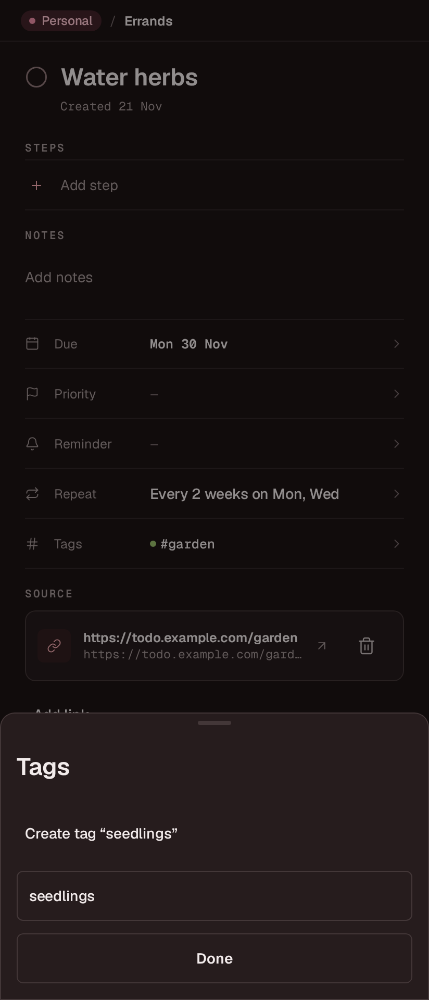 Personal / Errands
Water herbs
Created 21 Nov
STEPS
+ Add step
NOTES
Add notes
Due Mon 30 Nov
Priority —
Reminder —
Repeat Every 2 weeks on Mon, Wed
Tags #garden
SOURCE
https://todo.example.com/garden
https://todo.example.com/gard…
Add link
Tags
Create tag “seedlings”
seedlings
Done